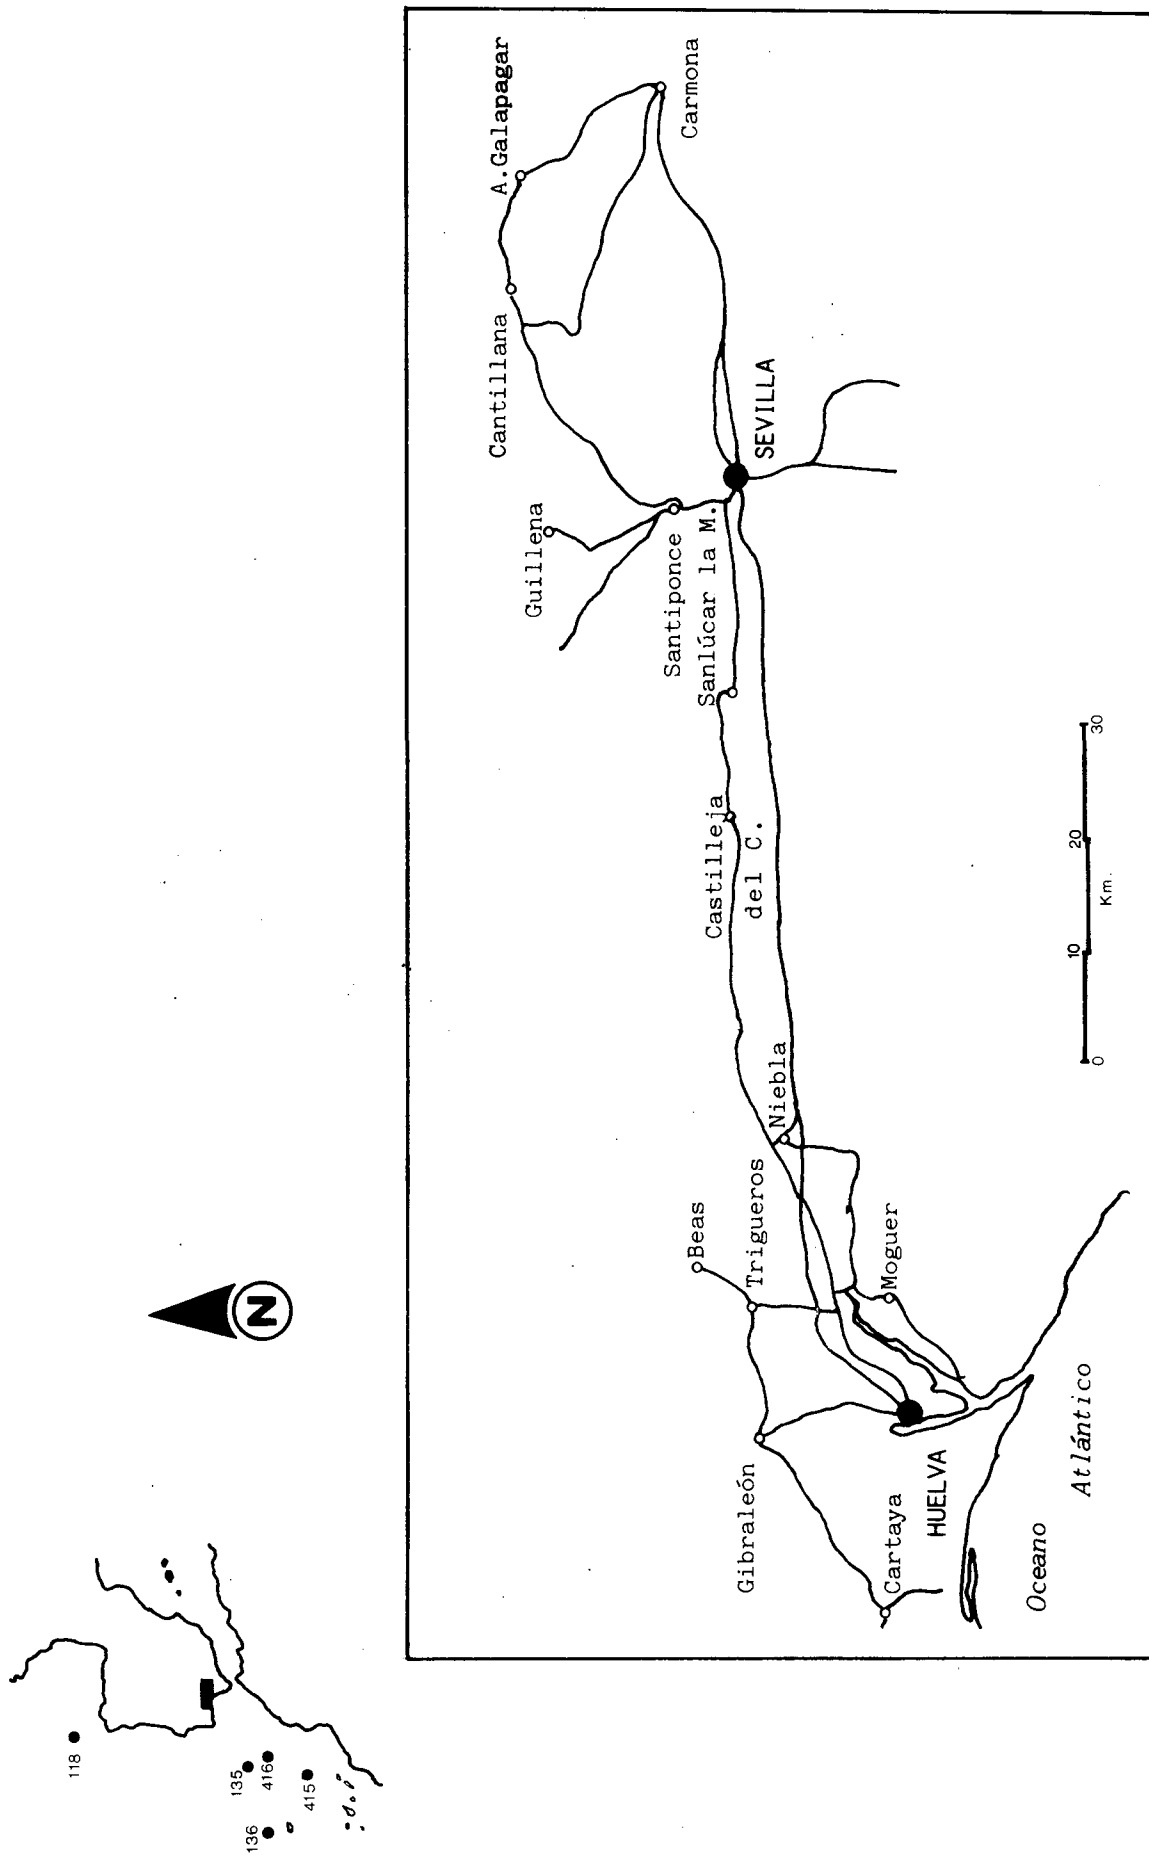 118
135
416
136
415
N
A.Galapagar
Carmona
Cantillana
Guillena
SEVILLA
Santiponce
Sanlúcar la M.
Castilleja
del C.
Niebla
Beas
Trigueros
Moguer
Gibraleón
HUELVA
Cartaya
Oceano
Atlántico
0 10 20 30
Km.